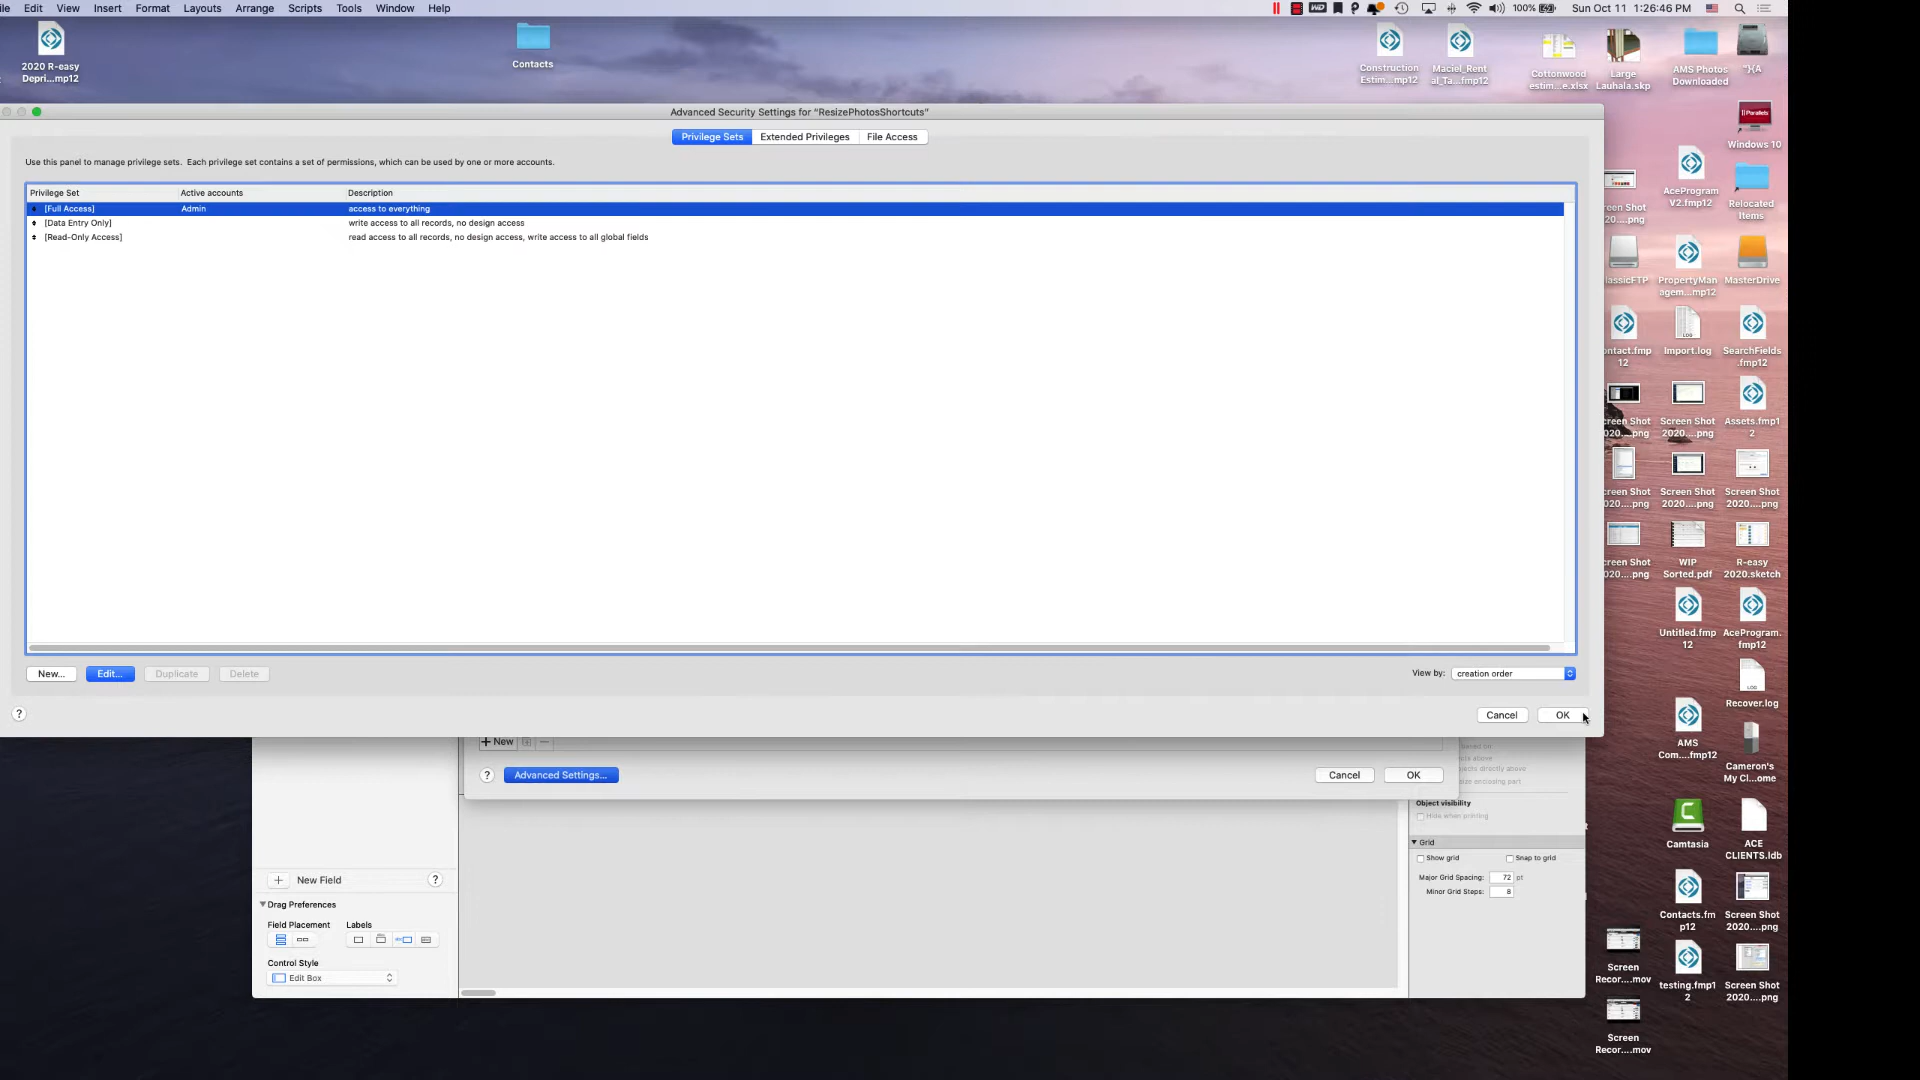 Edit View Insert Format Layouts Arrange Scripts Tools Window Help
100% Sun Oct 11 1:26:46 PM
2020 R-easy
Depri...mp12
Contacts
Construction
Estim...mp12
Maciel_Rent
al_Ta...fmp12
Cottonwood
estim...e.xlsx
Large
Lauhala.skp
AMS Photos
Downloaded
"}{A
Advanced Security Settings for "ResizePhotosShortcuts"
Privilege Sets Extended Privileges File Access
Use this panel to manage privilege sets. Each privilege set contains a set of permissions, which can be used by one or more accounts.
Privilege Set Active accounts Description
[Full Access] Admin access to everything
[Data Entry Only] write access to all records, no design access
[Read-Only Access] read access to all records, no design access, write access to all global fields
New... Edit... Duplicate Delete
View by: creation order
? Cancel OK
+ New
? Advanced Settings... Cancel OK
Object visibility
Hide when printing
Grid
Show grid Snap to grid
Major Grid Spacing: 72 pt
Minor Grid Steps: 8
+ New Field ?
Drag Preferences
Field Placement Labels
Control Style
Edit Box
Parallels
Windows 10
AceProgram
V2.fmp12
Relocated
Items
PropertyMan
agem...mp12
MasterDrive
Import.log
SearchFields
.fmp12
Screen Shot
2020....png
Assets.fmp1
2
Screen Shot
2020....png
Screen Shot
2020....png
WIP
Sorted.pdf
R-easy
2020.sketch
Untitled.fmp
12
AceProgram.
fmp12
LOG
Recover.log
AMS
Com....fmp12
Cameron's
My Cl...ome
Camtasia
ACE
CLIENTS.ldb
Contacts.fm
p12
Screen Shot
2020....png
Screen
Recor....mov
testing.fmp1
2
Screen Shot
2020....png
Screen
Recor....mov